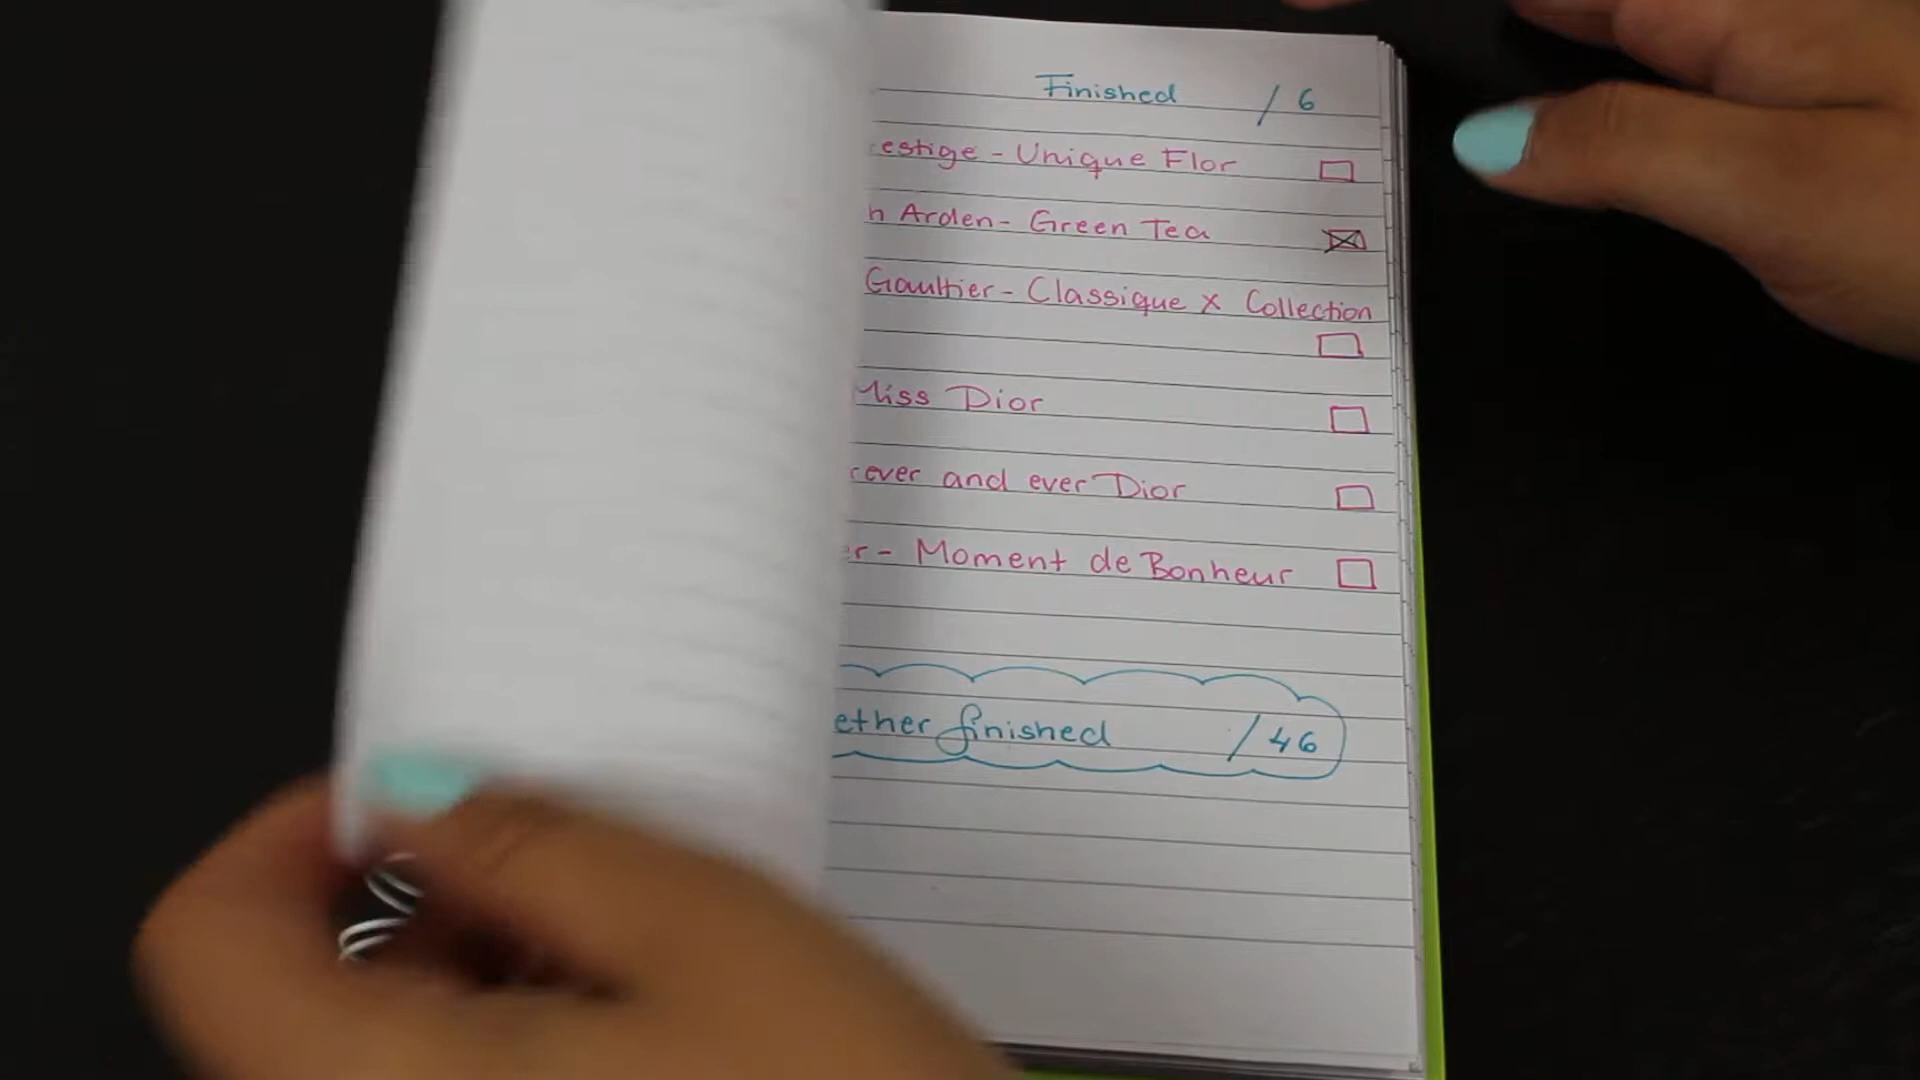 Finished / 6
estige - Unique Flor
h Arden - Green Tea
Gaultier - Classique x Collection
Miss Dior
ever and ever Dior
er - Moment de Bonheur
ether finished / 46